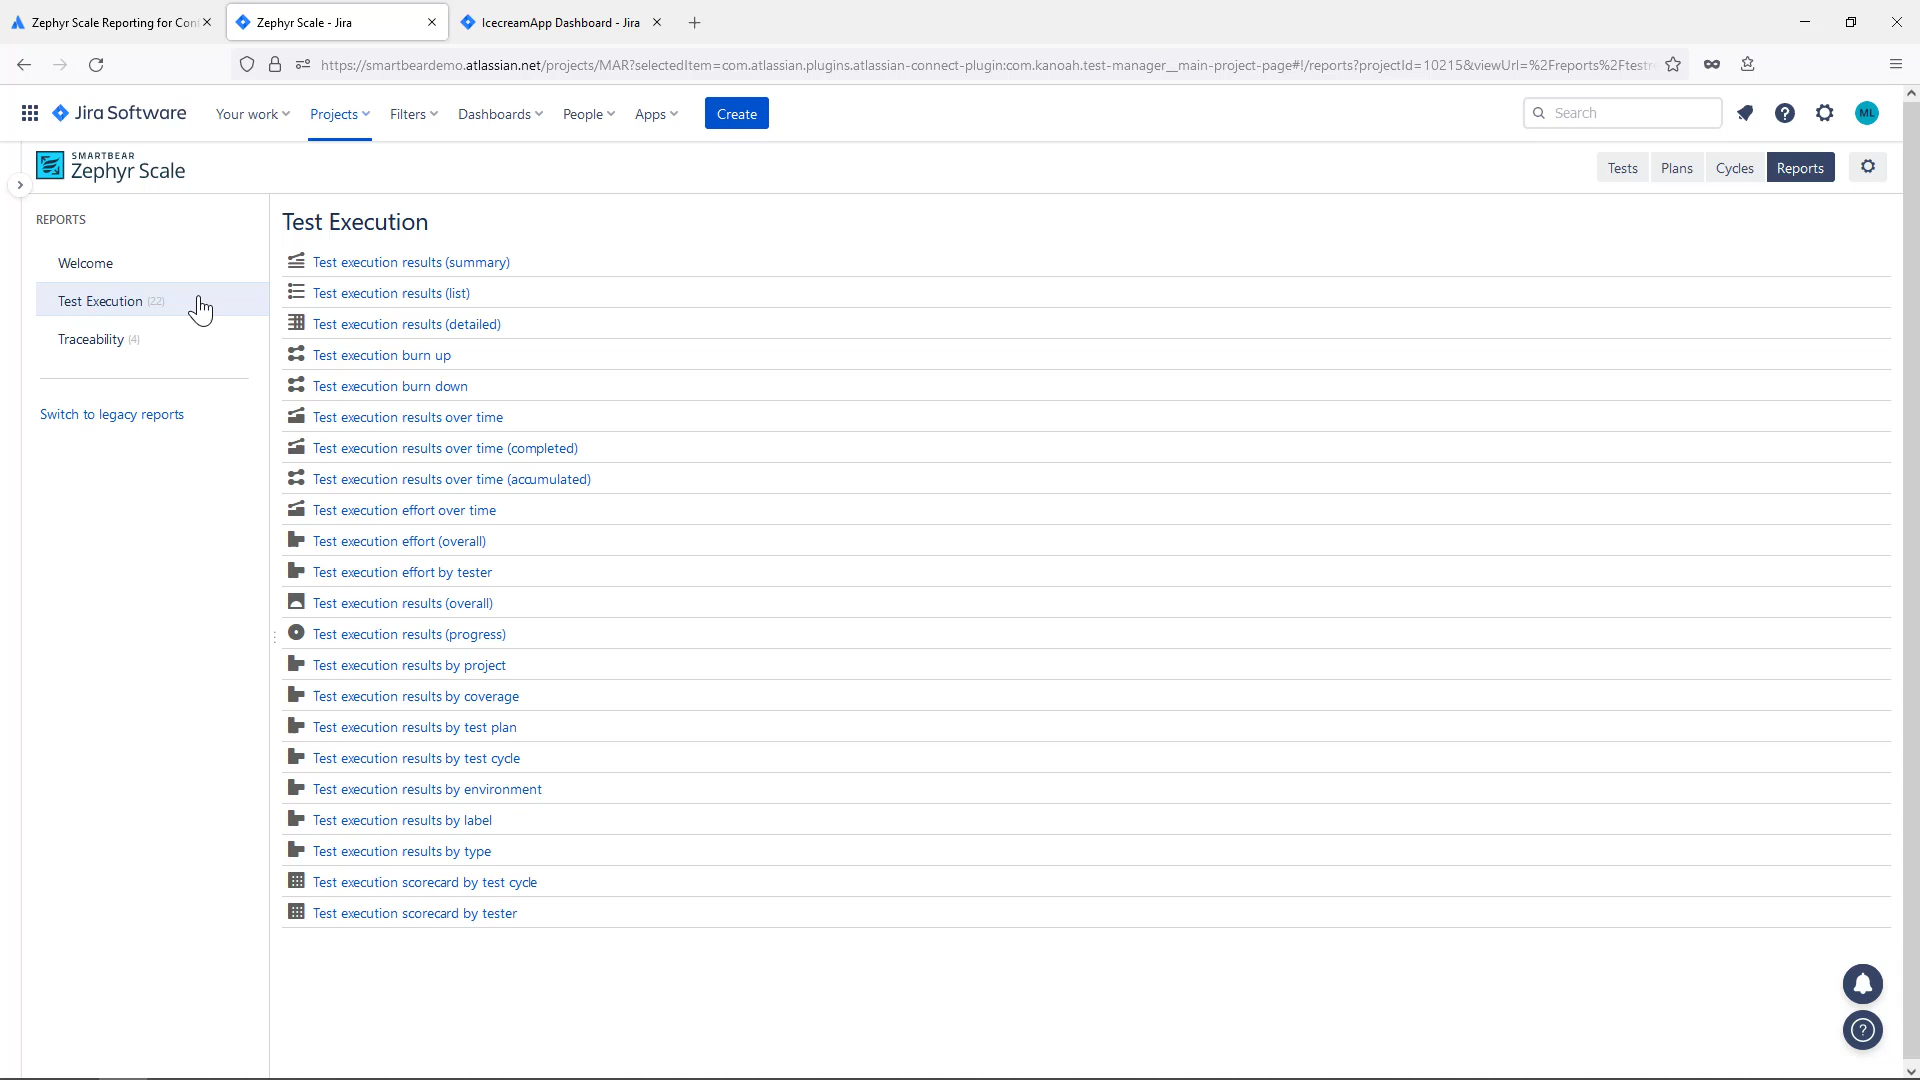 Zephyr Scale Reporting for Con
Zephyr Scale - Jira
IcecreamApp Dashboard - Jira
https://smartbeardemo.atlassian.net/projects/MAR?selectedItem=com.atlassian.plugins.atlassian-connect-plugin:com.kanoah.test-manager__main-project-page#!/reports?projectId=10215&viewUrl=%2Freports%2Ftestre
Jira Software
Your work
Projects
Filters
Dashboards
People
Apps
Create
Search
ML
SMARTBEAR
Zephyr Scale
Tests
Plans
Cycles
Reports
REPORTS
Welcome
Test Execution (22)
Traceability (4)
Switch to legacy reports
Test Execution
Test execution results (summary)
Test execution results (list)
Test execution results (detailed)
Test execution burn up
Test execution burn down
Test execution results over time
Test execution results over time (completed)
Test execution results over time (accumulated)
Test execution effort over time
Test execution effort (overall)
Test execution effort by tester
Test execution results (overall)
Test execution results (progress)
Test execution results by project
Test execution results by coverage
Test execution results by test plan
Test execution results by test cycle
Test execution results by environment
Test execution results by label
Test execution results by type
Test execution scorecard by test cycle
Test execution scorecard by tester